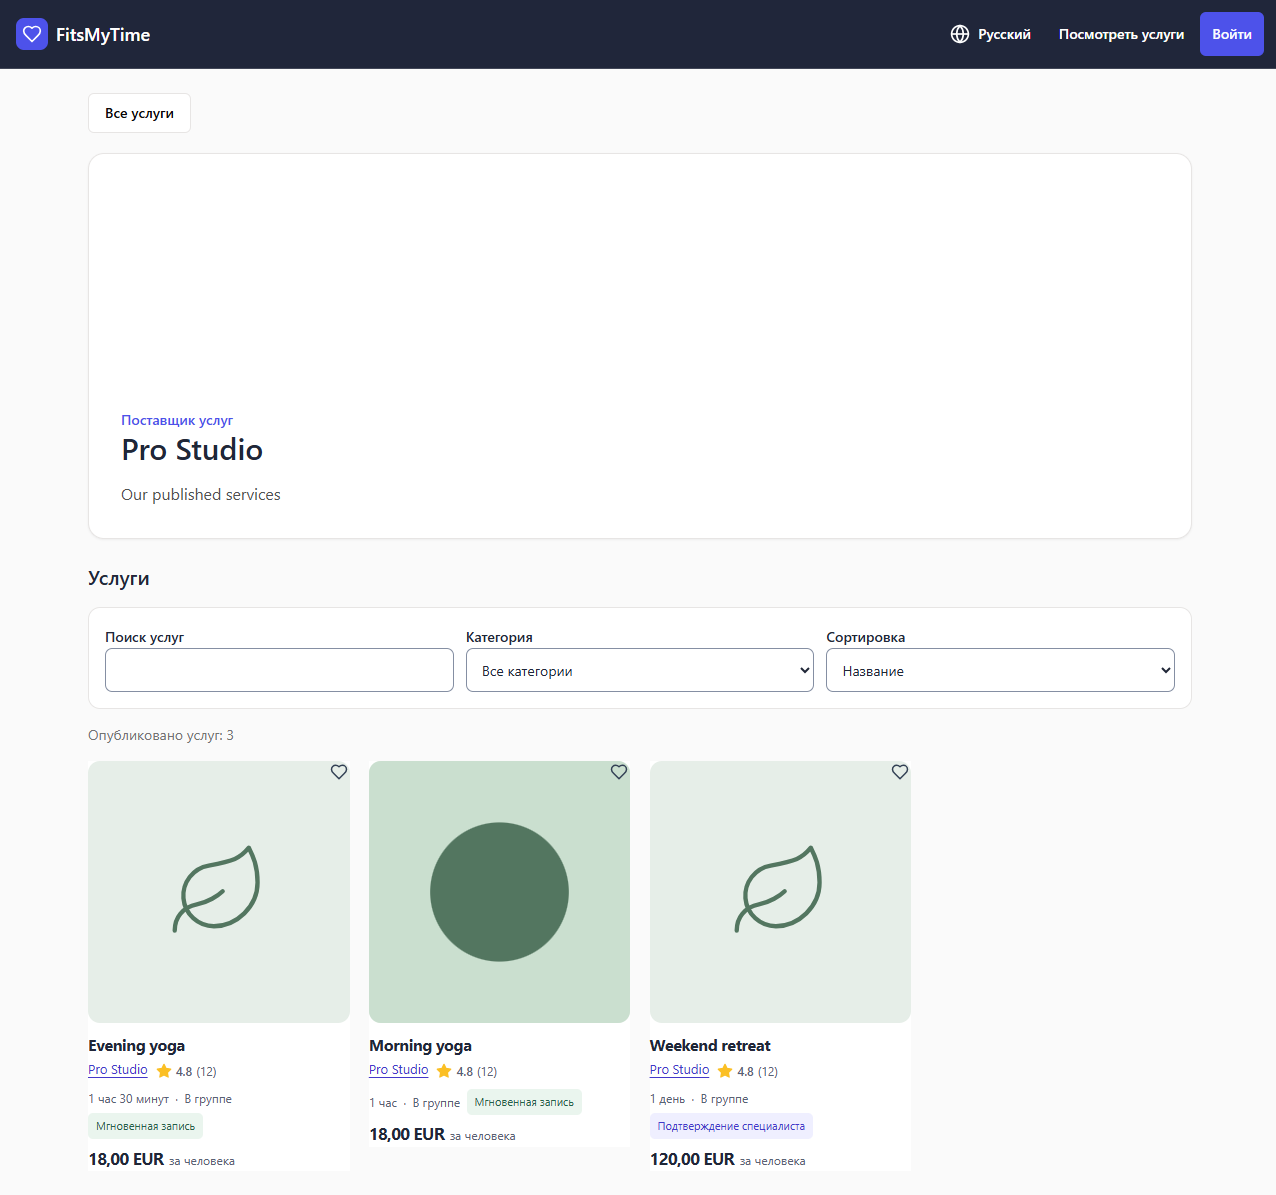 FitsMyTime
Русский
Посмотреть услуги
Войти
Все услуги
Поставщик услуг
Pro Studio
Our published services
Услуги
Поиск услуг
Категория
Сортировка
Все категории
Название
Опубликовано услуг: 3
Evening yoga
Pro Studio 4.8 (12)
1 час 30 минут · В группе
Мгновенная запись
18,00 EUR за человека
Morning yoga
Pro Studio 4.8 (12)
1 час · В группе Мгновенная запись
18,00 EUR за человека
Weekend retreat
Pro Studio 4.8 (12)
1 день · В группе
Подтверждение специалиста
120,00 EUR за человека